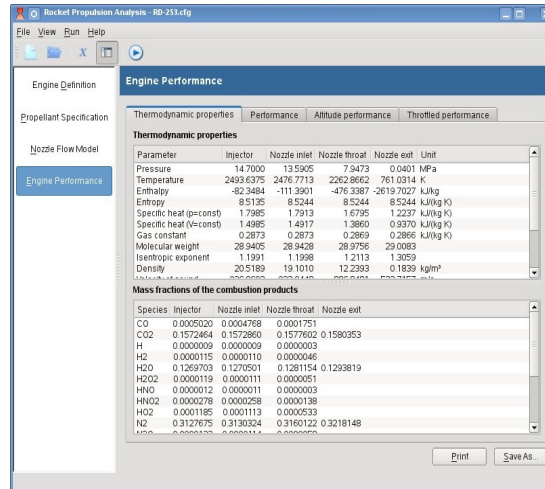 Rocket Propulsion Analysis - RD-253.cfg
File View Run Help
Engine Definition
Propellant Specification
Nozzle Flow Model
Engine Performance
Engine Performance
Thermodynamic properties Performance Altitude performance Throttled performance
Thermodynamic properties
Parameter Injector Nozzle inlet Nozzle throat Nozzle exit Unit
Pressure 14.7000 13.5905 7.9473 0.0401 MPa
Temperature 2493.6375 2476.7713 2262.8662 761.0314 K
Enthalpy -82.3484 -111.3901 -476.3387 -2619.7027 kJ/kg
Entropy 8.5135 8.5244 8.5244 8.5244 kJ/(kg K)
Specific heat (p=const) 1.7985 1.7913 1.6795 1.2237 kJ/(kg K)
Specific heat (V=const) 1.4985 1.4917 1.3860 0.9370 kJ/(kg K)
Gas constant 0.2873 0.2873 0.2869 0.2866 kJ/(kg K)
Molecular weight 28.9405 28.9428 28.9756 29.0083
Isentropic exponent 1.1991 1.1998 1.2113 1.3059
Density 20.5189 19.1010 12.2393 0.1839 kg/m³
Mass fractions of the combustion products
Species Injector Nozzle inlet Nozzle throat Nozzle exit
CO 0.0005020 0.0004768 0.0001751
CO2 0.1572464 0.1572860 0.1577602 0.1580353
H 0.0000009 0.0000009 0.0000003
H2 0.0000115 0.0000110 0.0000046
H2O 0.1269703 0.1270501 0.1281154 0.1293819
H2O2 0.0000119 0.0000111 0.0000051
HNO 0.0000012 0.0000011 0.0000003
HNO2 0.0000278 0.0000258 0.0000138
HO2 0.0001185 0.0001113 0.0000533
N2 0.3127675 0.3130324 0.3160122 0.3218148
Print Save As...